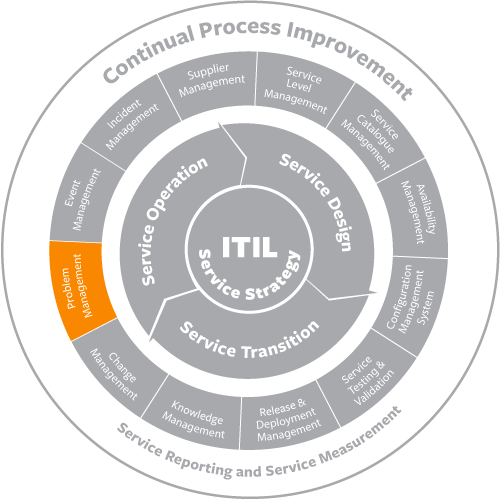 Continual Process Improvement
Supplier
Management
Service
Level
Management
Service
Catalogue
Management
Availability
Management
Configuration
Management
System
Service
Testing &
Validation
Release &
Deployment
Management
Knowledge
Management
Change
Management
Problem
Management
Event
Management
Incident
Management
Service Operation
Service Design
Service Transition
ITIL
Service Strategy
Service Reporting and Service Measurement